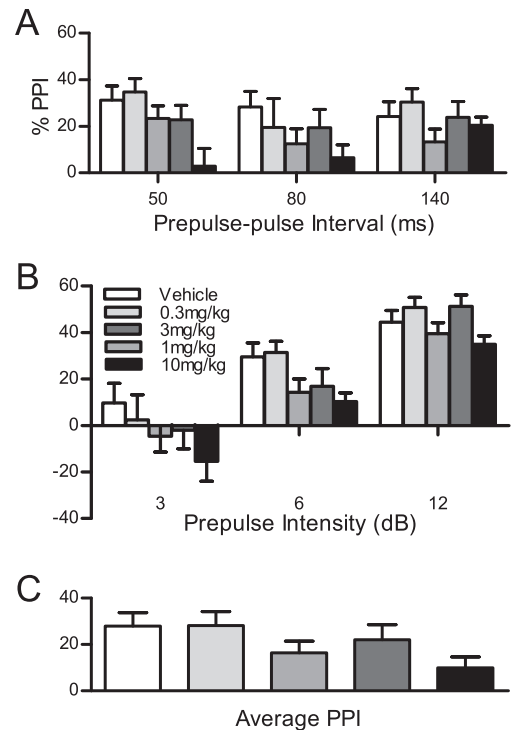 A
60
40
20
0
% PPI
50 80 140
Prepulse-pulse Interval (ms)
B
60
40
20
0
-20
-40
Vehicle
0.3mg/kg
3mg/kg
1mg/kg
10mg/kg
3 6 12
Prepulse Intensity (dB)
C
40
20
0
Average PPI